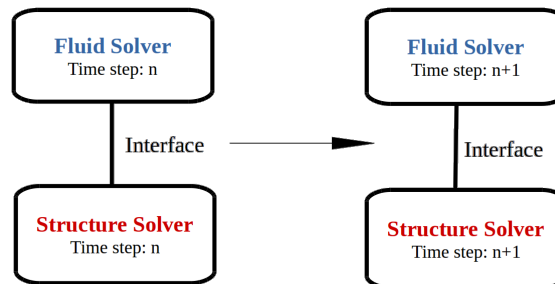 Fluid Solver
Time step: n
Interface
Structure Solver
Time step: n
Fluid Solver
Time step: n+1
Interface
Structure Solver
Time step: n+1